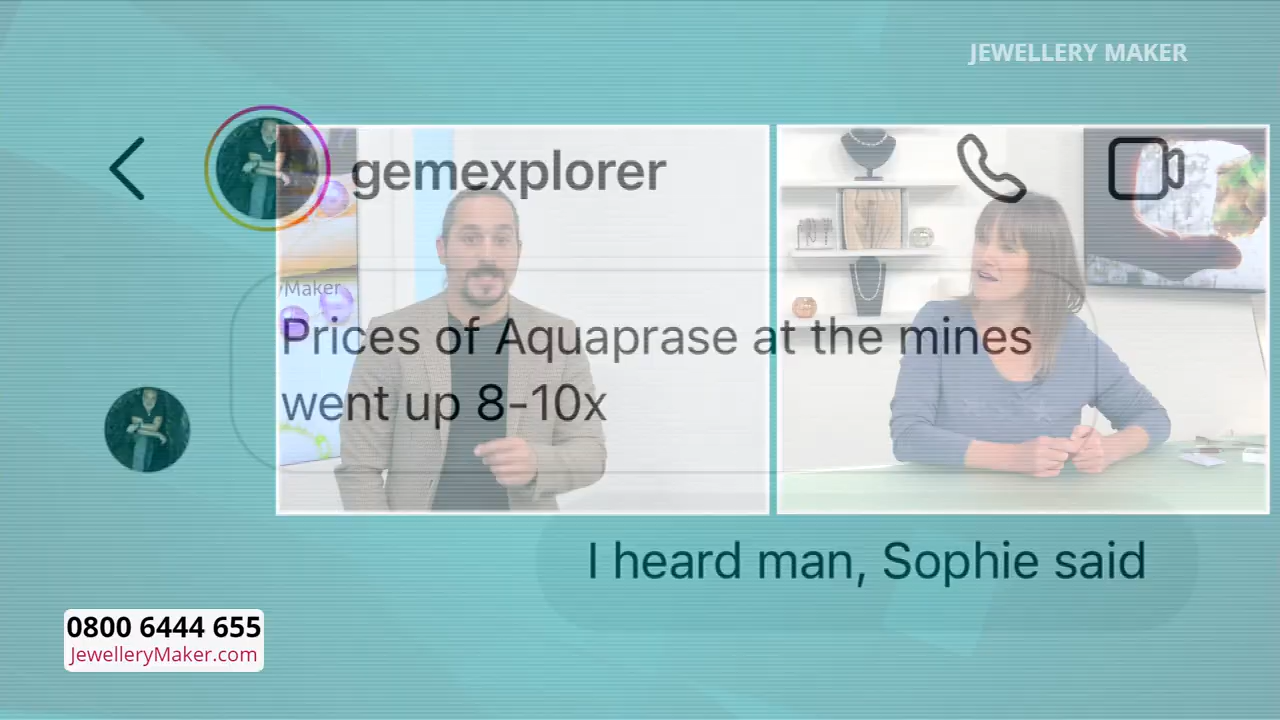 JEWELLERY MAKER
gemexplorer
yMaker
Prices of Aquaprase at the mines
went up 8-10x
I heard man, Sophie said
0800 6444 655
JewelleryMaker.com